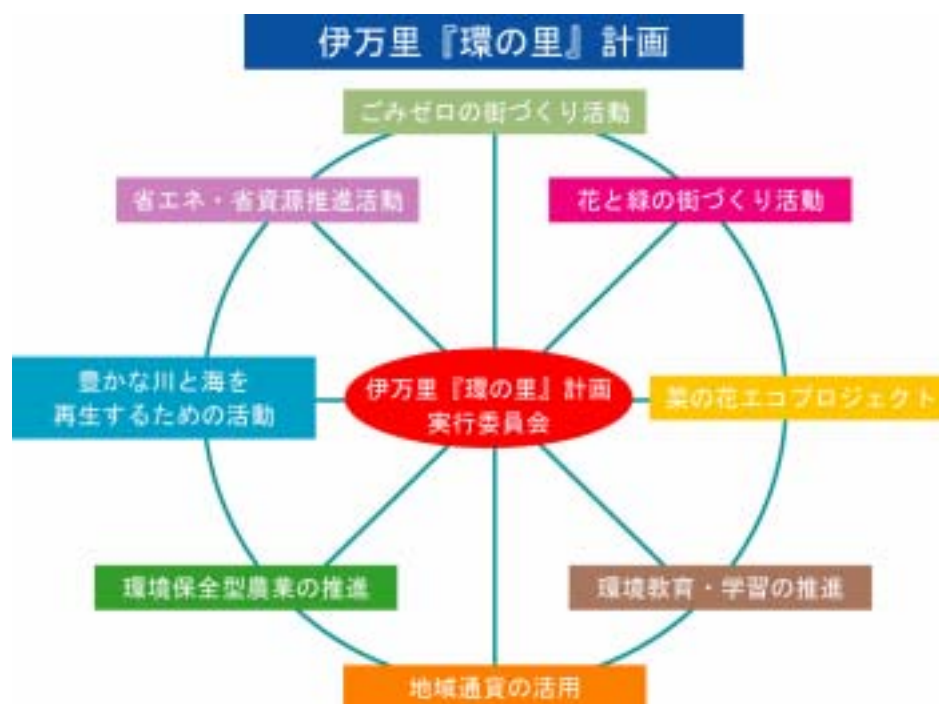 伊万里『環の里』計画
ごみゼロの街づくり活動
省エネ・省資源推進活動
花と緑の街づくり活動
豊かな川と海を
再生するための活動
伊万里『環の里』計画
実行委員会
菜の花エコプロジェクト
環境保全型農業の推進
環境教育・学習の推進
地域通貨の活用